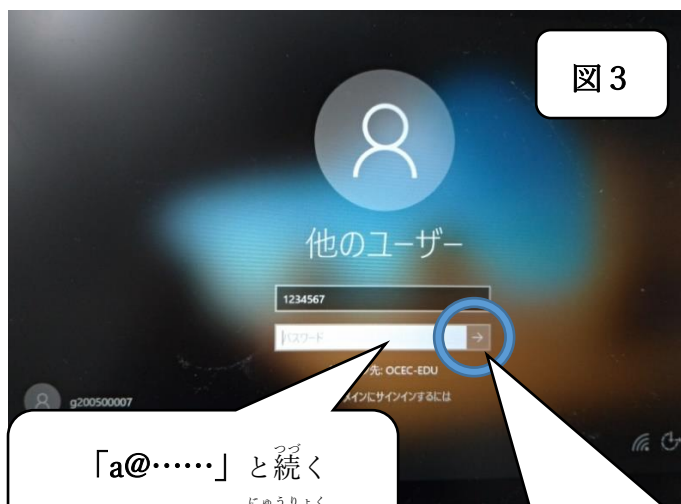 図３
他のユーザー
1234567
パスワード
先: OCEC-EDU
メインにサインインするには
g200500007
「a@……」と続く
つづ
にゅうりょく